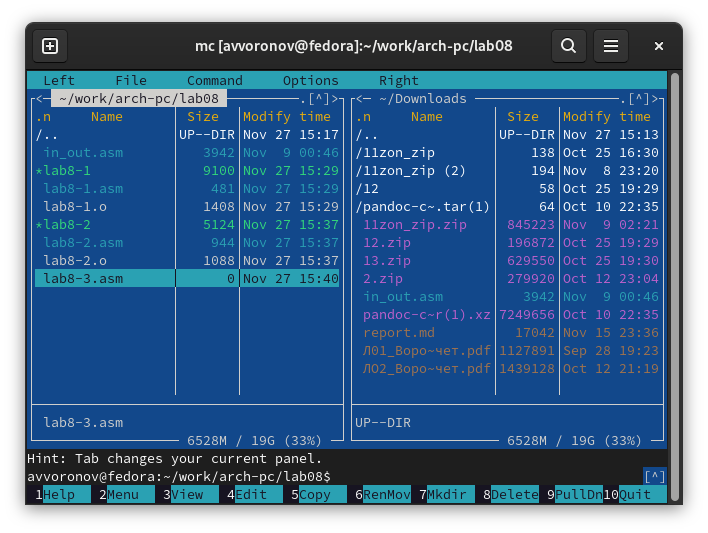 mc [avvoronov@fedora]:~/work/arch-pc/lab08
Left File Command Options Right
<─ ~/work/arch-pc/lab08 ─.[^]>
.n Name Size Modify time
/.. UP--DIR Nov 27 15:17
in_out.asm 3942 Nov 9 00:46
*lab8-1 9100 Nov 27 15:29
lab8-1.asm 481 Nov 27 15:29
lab8-1.o 1408 Nov 27 15:29
*lab8-2 5124 Nov 27 15:37
lab8-2.asm 944 Nov 27 15:37
lab8-2.o 1088 Nov 27 15:37
lab8-3.asm 0 Nov 27 15:40
lab8-3.asm
6528M / 19G (33%)
<─ ~/Downloads ─.[^]>
.n Name Size Modify time
/.. UP--DIR Nov 27 15:13
/11zon_zip 138 Oct 25 16:30
/11zon_zip (2) 194 Nov 8 23:20
/12 58 Oct 25 19:29
/pandoc-c~.tar(1) 64 Oct 10 22:35
11zon_zip.zip 845223 Nov 9 02:21
12.zip 196872 Oct 25 19:29
13.zip 629550 Oct 25 19:30
2.zip 279920 Oct 12 23:04
in_out.asm 3942 Nov 9 00:46
pandoc-c~r(1).xz 7249656 Oct 10 22:35
report.md 17042 Nov 15 23:36
Л01_Воро~чет.pdf 1127891 Sep 28 19:23
ЛО2_Воро~чет.pdf 1439128 Oct 12 21:19
UP--DIR
6528M / 19G (33%)
Hint: Tab changes your current panel.
avvoronov@fedora:~/work/arch-pc/lab08$ [^]
1Help 2Menu 3View 4Edit 5Copy 6RenMov 7Mkdir 8Delete 9PullDn 10Quit